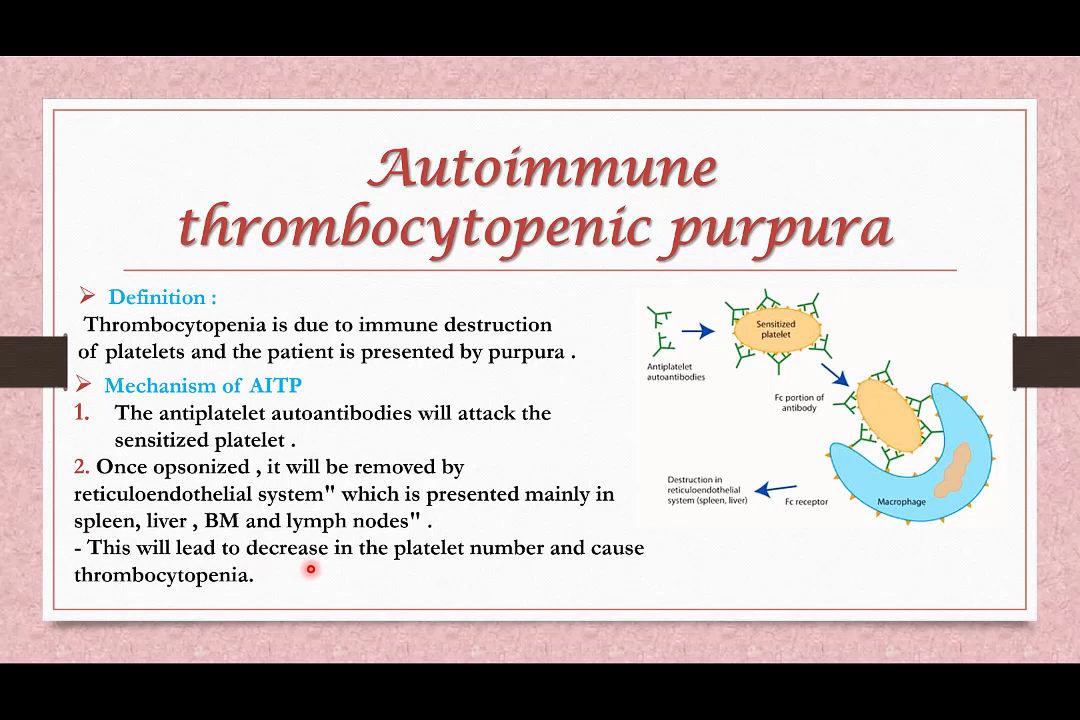 Autoimmune
thrombocytopenic purpura
Definition :
Thrombocytopenia is due to immune destruction
of platelets and the patient is presented by purpura .
Mechanism of AITP
1. The antiplatelet autoantibodies will attack the
sensitized platelet .
2. Once opsonized , it will be removed by
reticuloendothelial system" which is presented mainly in
spleen, liver , BM and lymph nodes" .
- This will lead to decrease in the platelet number and cause
thrombocytopenia.
Antiplatelet
autoantibodies
Sensitized
platelet
Fc portion of
antibody
Destruction in
reticuloendothelial
system (spleen, liver)
Fc receptor
Macrophage